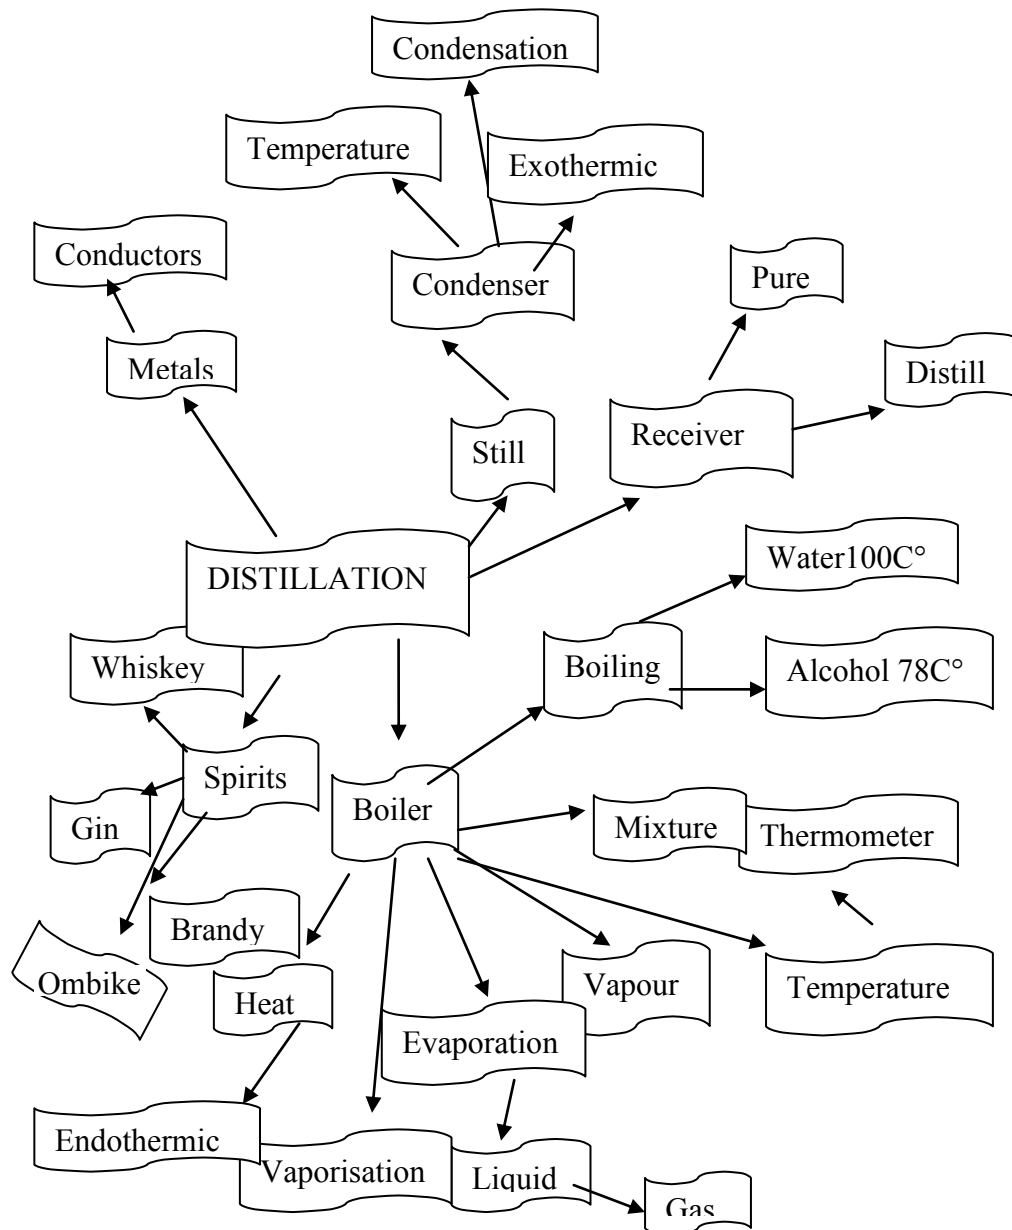 Condensation
Temperature
Exothermic
Conductors
Condenser
Pure
Metals
Distill
Receiver
Still
Water100C°
DISTILLATION
Whiskey
Boiling
Alcohol 78C°
Spirits
Boiler
Gin
Mixture
Thermometer
Brandy
Ombike
Heat
Vapour
Temperature
Evaporation
Endothermic
Vaporisation
Liquid
Gas